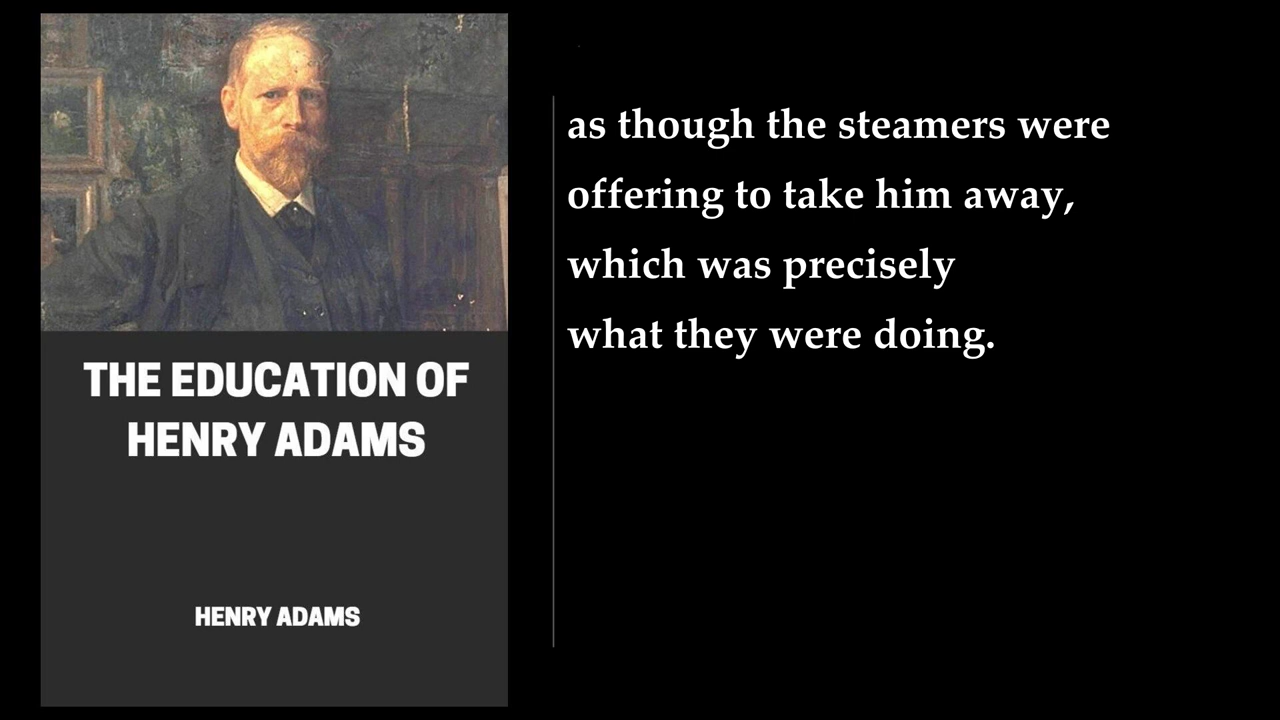 THE EDUCATION OF
HENRY ADAMS
HENRY ADAMS
as though the steamers were
offering to take him away,
which was precisely
what they were doing.